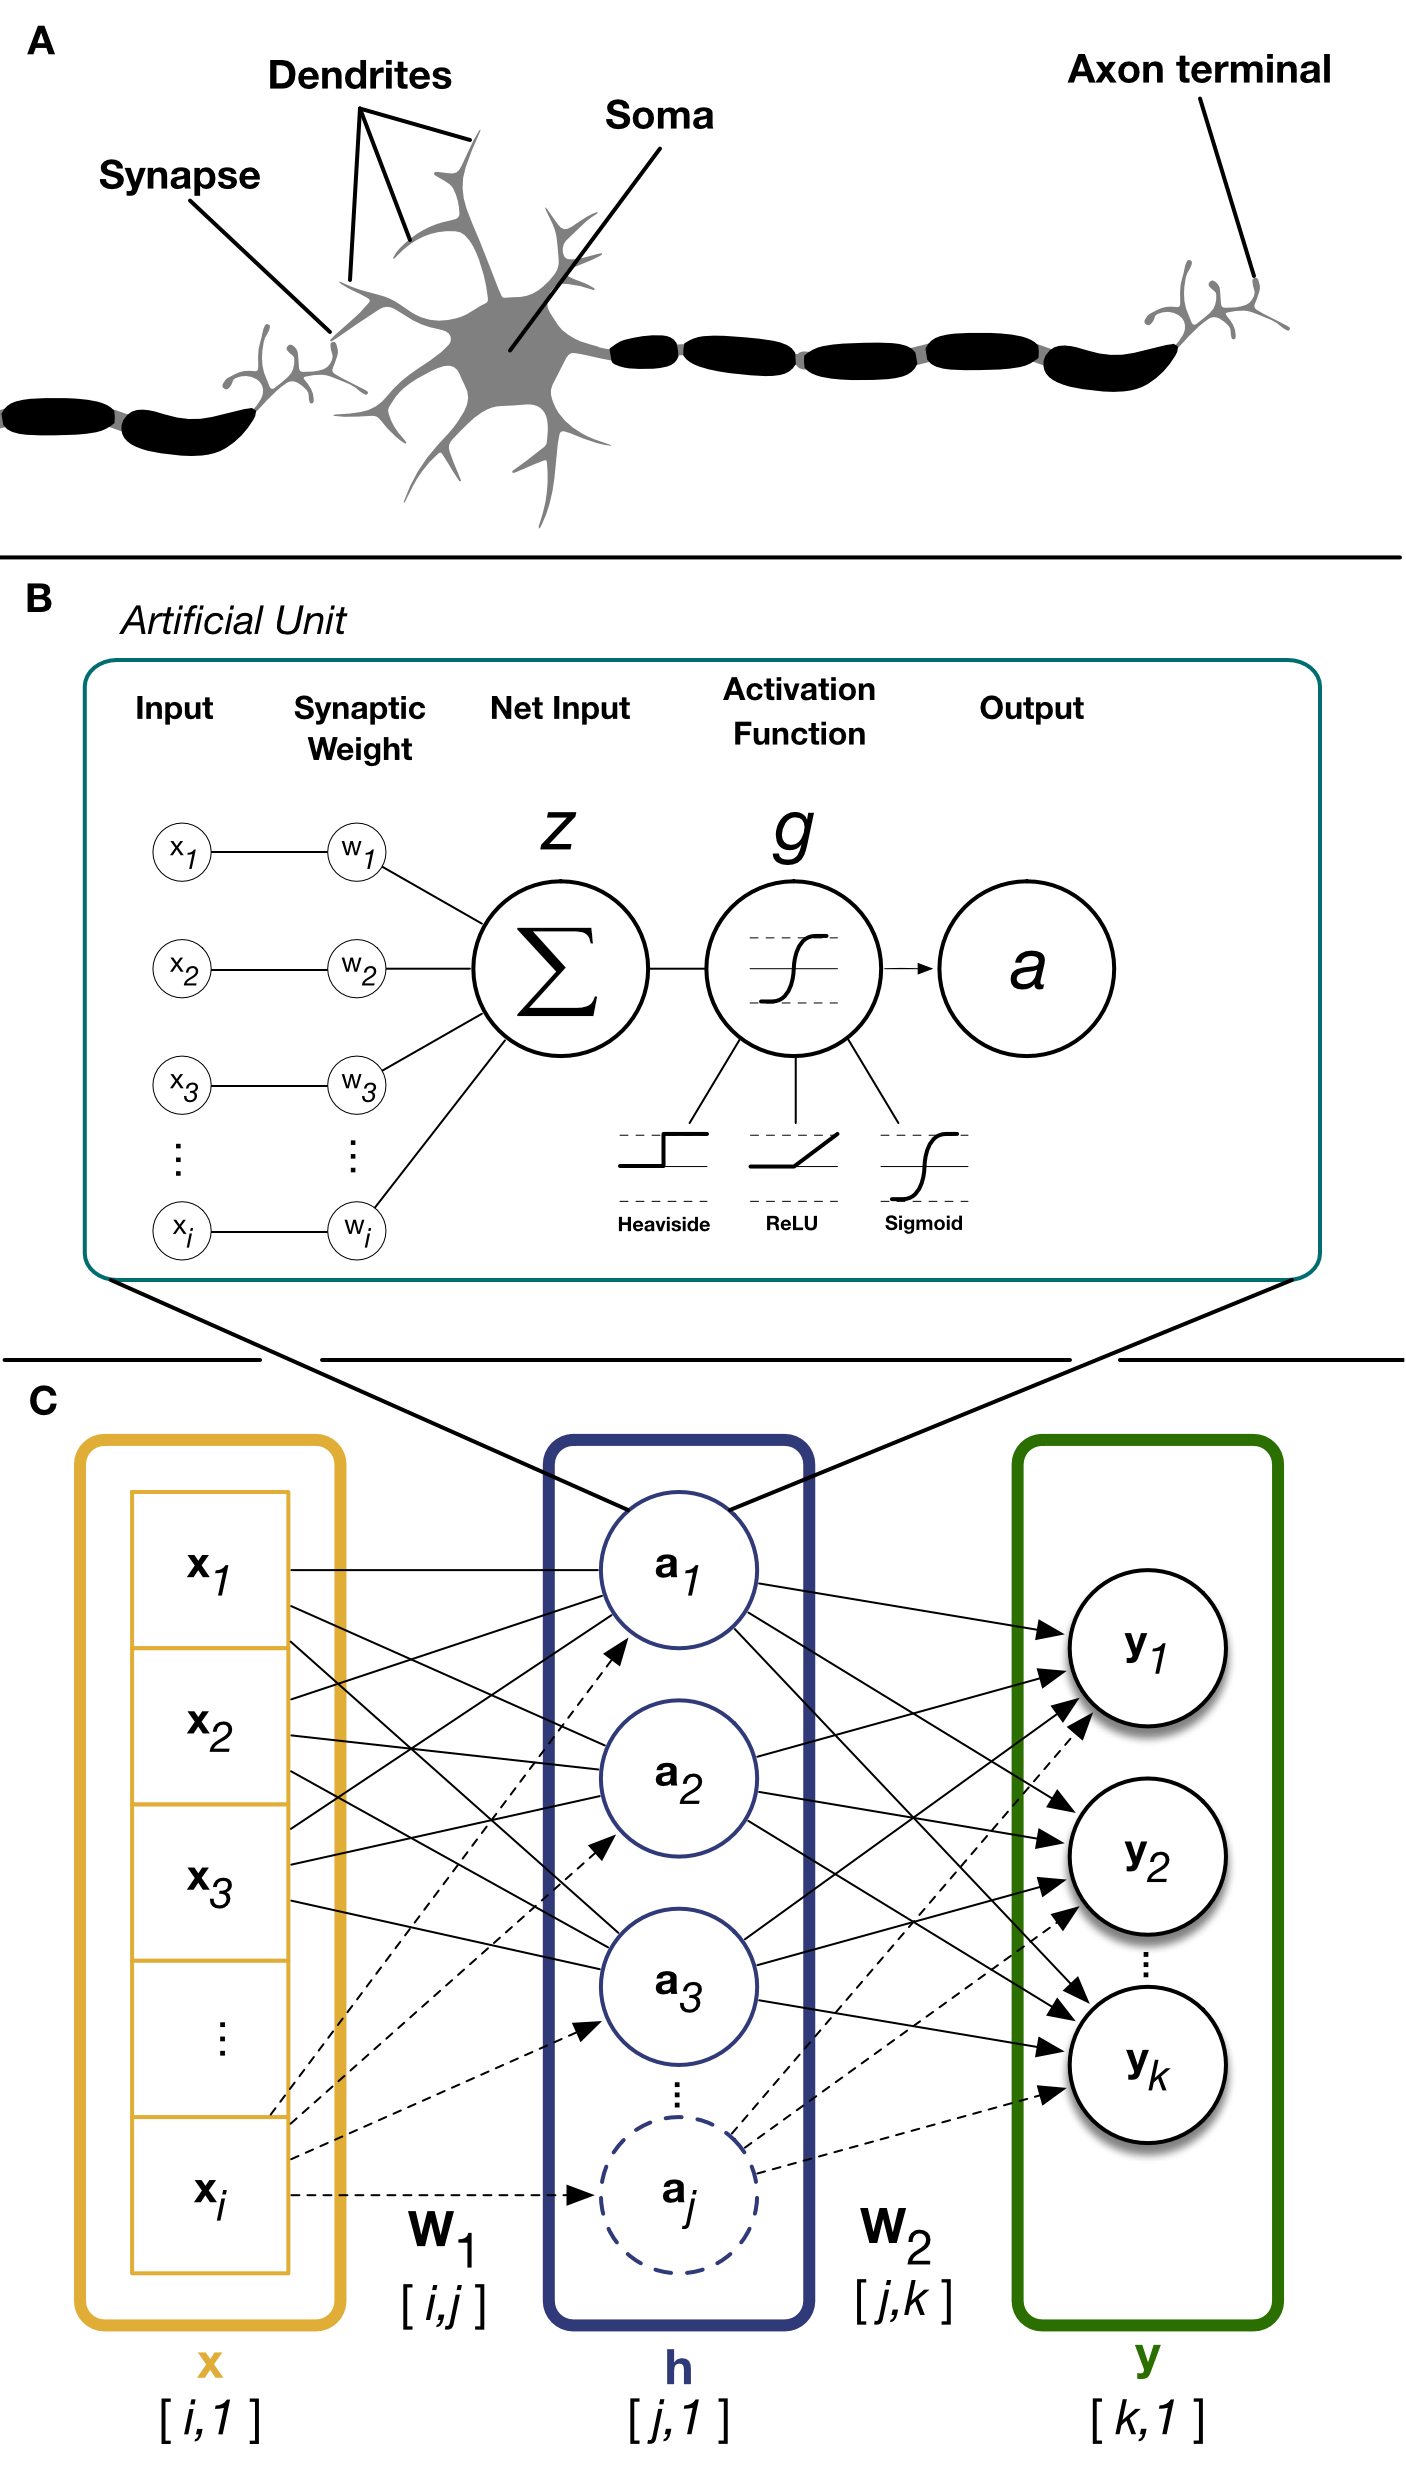 A
Dendrites
Axon terminal
Soma
Synapse
B
Artificial Unit
Input
Synaptic
Weight
Net Input
Activation
Function
Output
z
g
x1
w1
x2
w2
∑
a
x3
w3
⋮
⋮
xi
wi
Heaviside
ReLU
Sigmoid
C
x1
a1
y1
x2
a2
y2
x3
a3
⋮
⋮
yk
⋮
xi
aj
W1
[ i,j ]
W2
[ j,k ]
x
[ i,1 ]
h
[ j,1 ]
y
[ k,1 ]